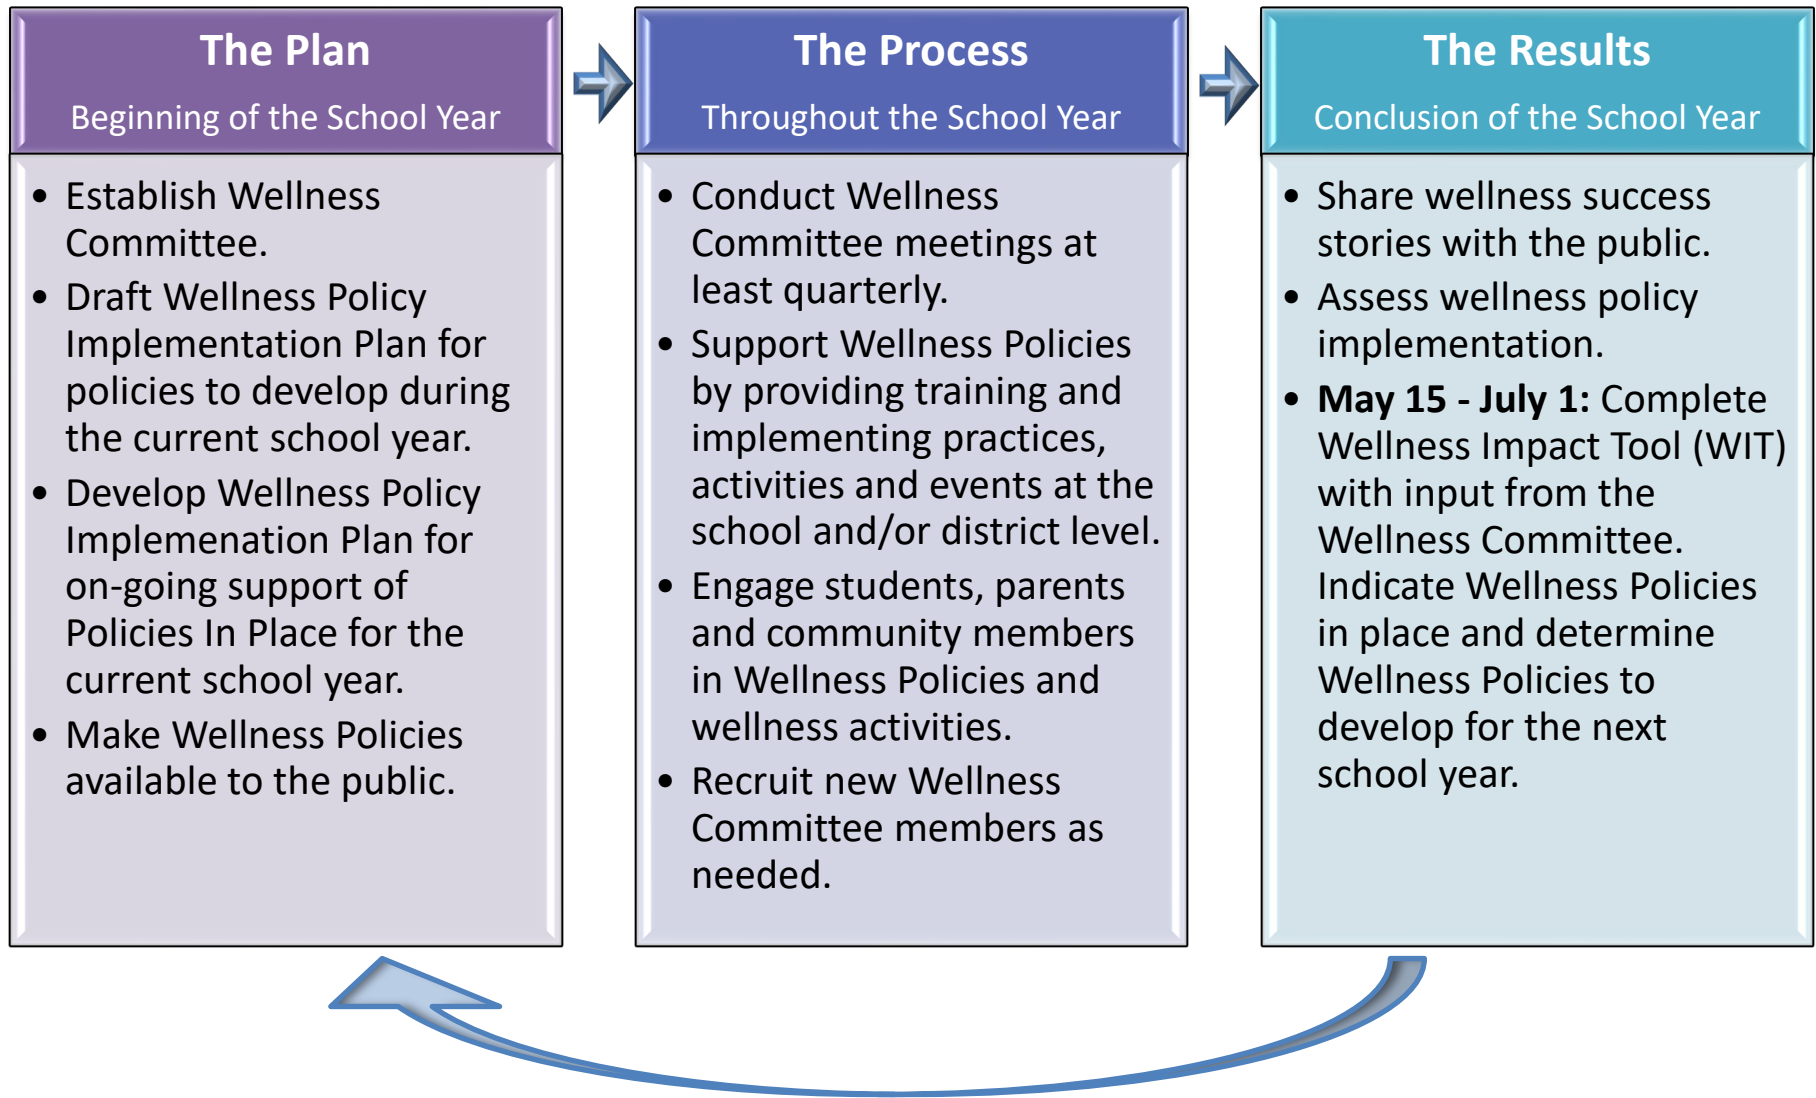 The Plan
Beginning of the School Year
• Establish Wellness
Committee.
• Draft Wellness Policy
Implementation Plan for
policies to develop during
the current school year.
• Develop Wellness Policy
Implemenation Plan for
on-going support of
Policies In Place for the
current school year.
• Make Wellness Policies
available to the public.
The Process
Throughout the School Year
• Conduct Wellness
Committee meetings at
least quarterly.
• Support Wellness Policies
by providing training and
implementing practices,
activities and events at the
school and/or district level.
• Engage students, parents
and community members
in Wellness Policies and
wellness activities.
• Recruit new Wellness
Committee members as
needed.
The Results
Conclusion of the School Year
• Share wellness success
stories with the public.
• Assess wellness policy
implementation.
• May 15 - July 1: Complete
Wellness Impact Tool (WIT)
with input from the
Wellness Committee.
Indicate Wellness Policies
in place and determine
Wellness Policies to
develop for the next
school year.